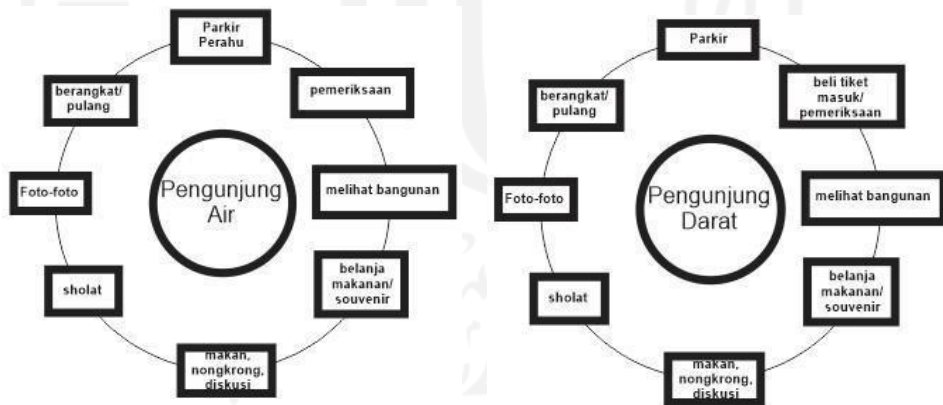 Parkir
Perahu
pemeriksaan
melihat bangunan
belanja
makanan/
souvenir
makan,
nongkrong,
diskusi
sholat
Foto-foto
berangkat/
pulang
Pengunjung
Air
Parkir
beli tiket
masuk/
pemeriksaan
melihat bangunan
belanja
makanan/
souvenir
makan,
nongkrong,
diskusi
sholat
Foto-foto
berangkat/
pulang
Pengunjung
Darat